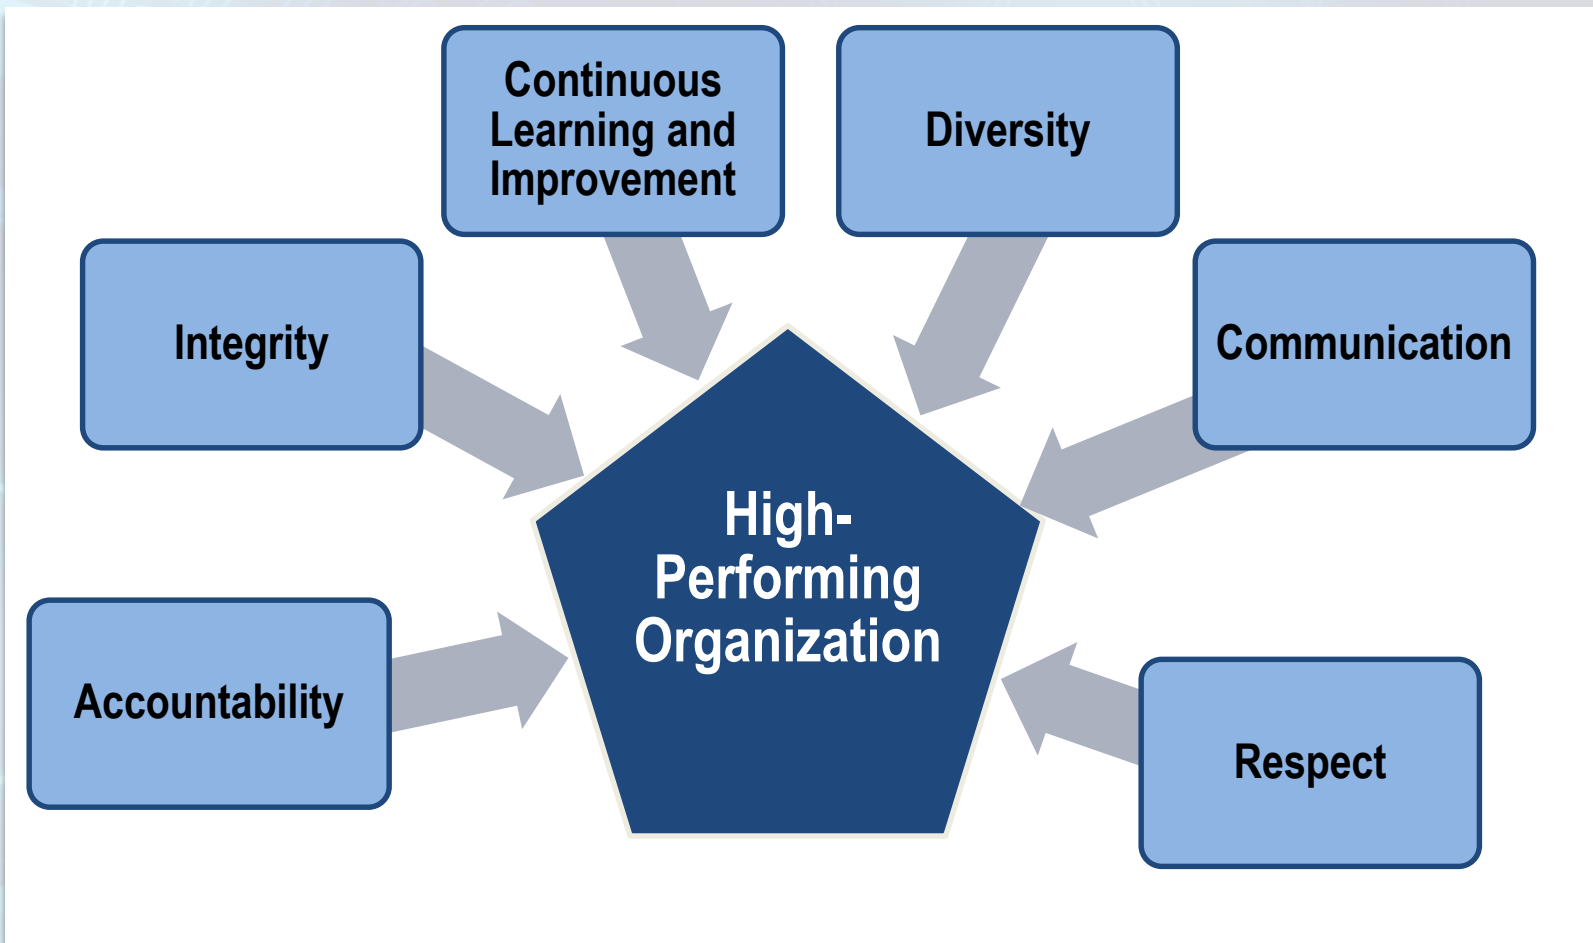 Continuous
Learning and
Improvement
Diversity
Integrity
Communication
High-
Performing
Organization
Accountability
Respect